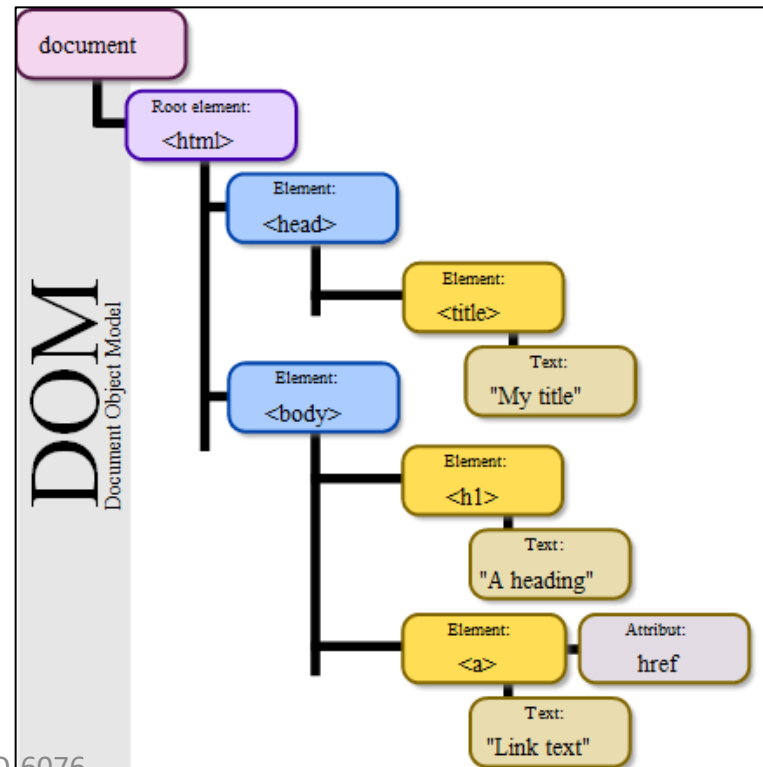 document
Root element:
<html>
Element:
<head>
Element:
<title>
Text:
"My title"
Element:
<body>
Element:
<h1>
Text:
"A heading"
Element:
<a>
Attribut:
href
Text:
"Link text"
DOM
Document Object Model
6076